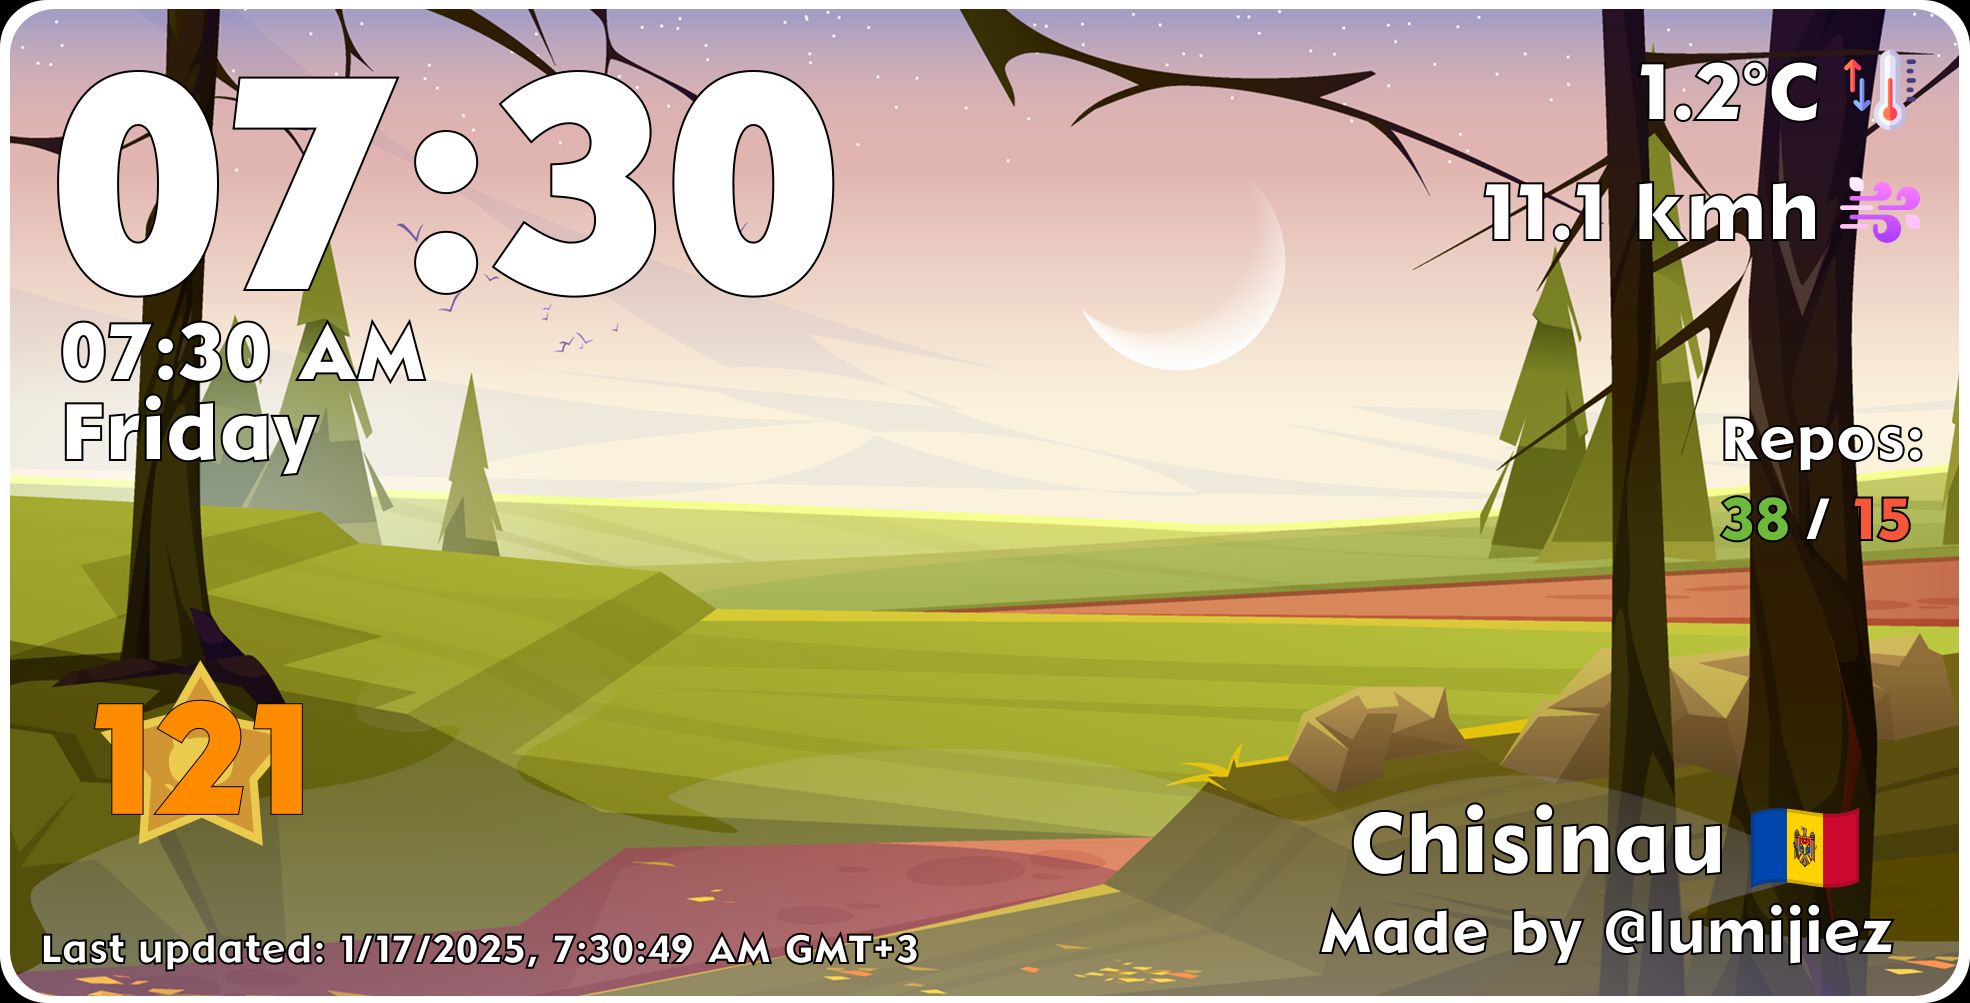 07:30
07:30 AM
Friday
1.2°C
11.1 kmh
Repos:
38 / 15
121
Chisinau
Made by @lumijiez
Last updated: 1/17/2025, 7:30:49 AM GMT+3